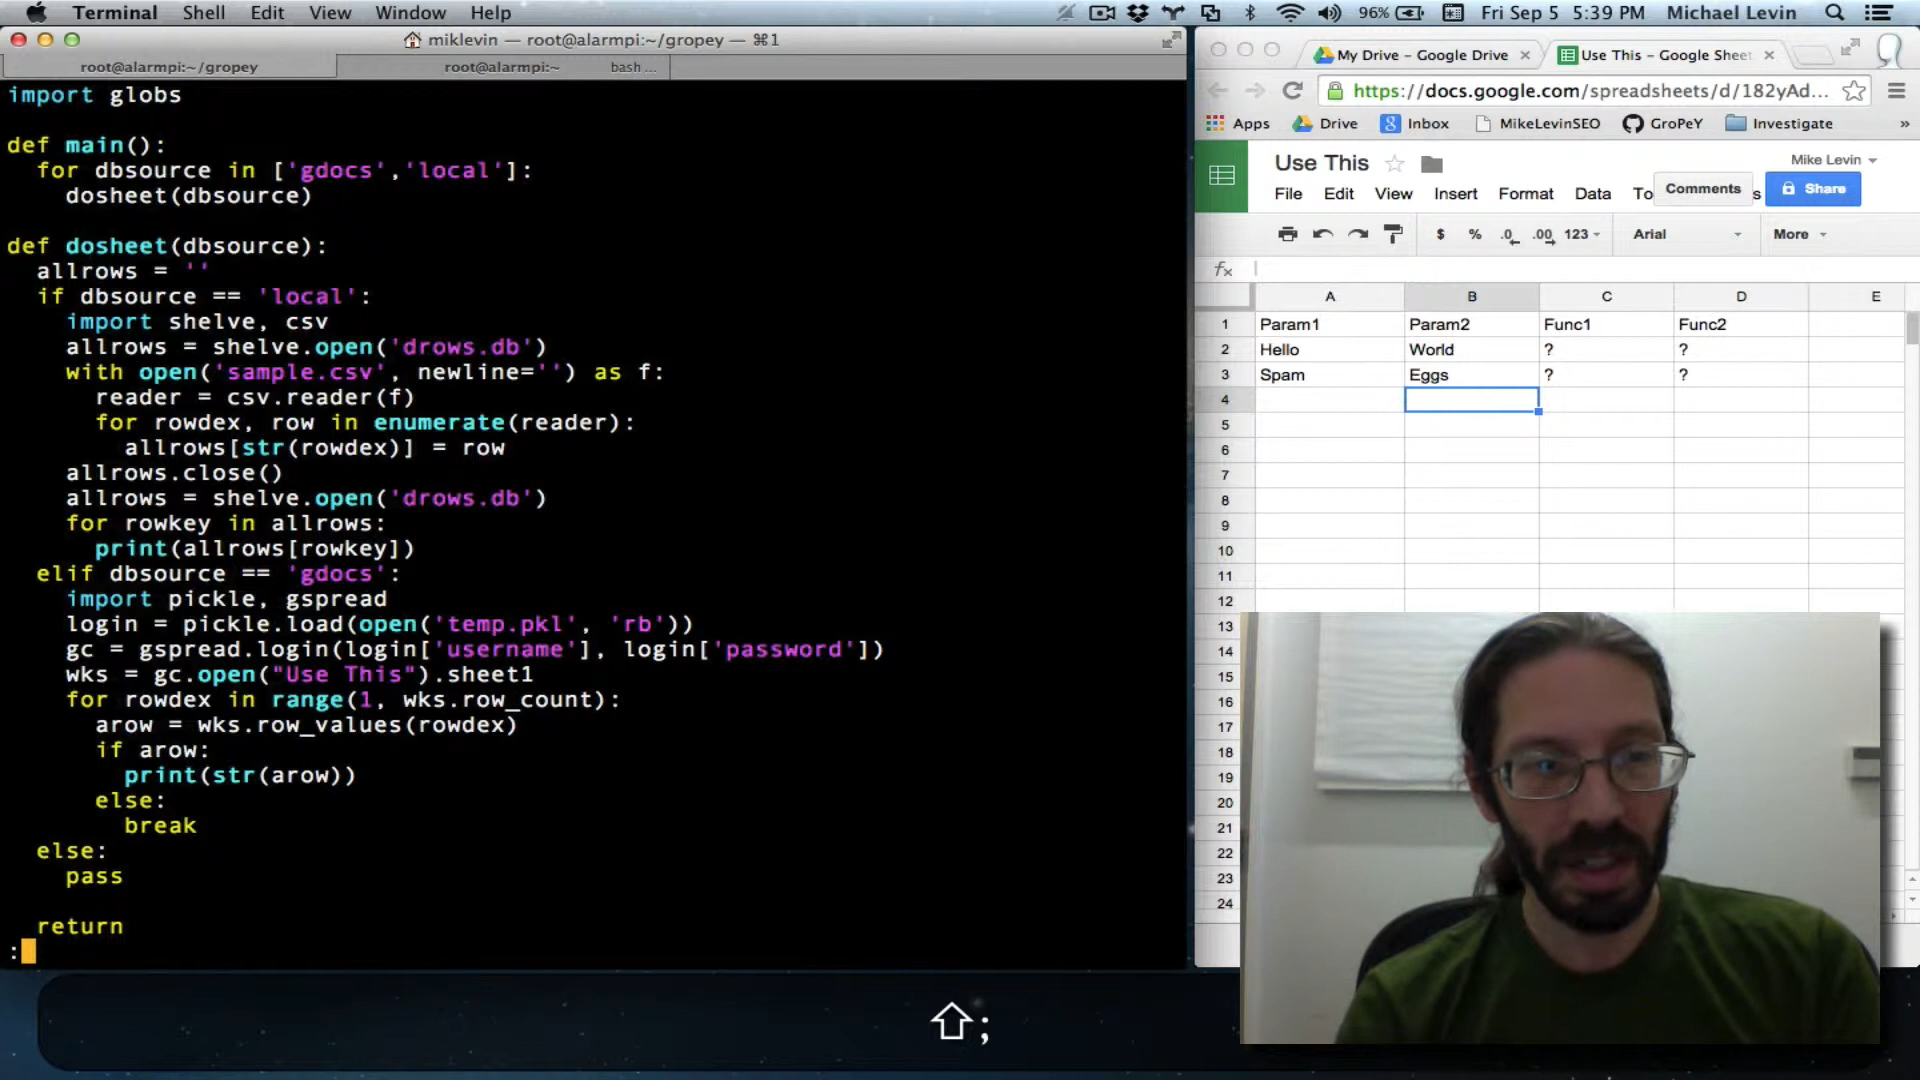 Terminal Shell Edit View Window Help
96% Fri Sep 5 5:39 PM Michael Levin
miklevin — root@alarmpi:~/gropey — ⌘1
root@alarmpi:~/gropey root@alarmpi:~ bash ...
import globs
def main():
for dbsource in ['gdocs','local']:
dosheet(dbsource)
def dosheet(dbsource):
allrows = ''
if dbsource == 'local':
import shelve, csv
allrows = shelve.open('drows.db')
with open('sample.csv', newline='') as f:
reader = csv.reader(f)
for rowdex, row in enumerate(reader):
allrows[str(rowdex)] = row
allrows.close()
allrows = shelve.open('drows.db')
for rowkey in allrows:
print(allrows[rowkey])
elif dbsource == 'gdocs':
import pickle, gspread
login = pickle.load(open('temp.pkl', 'rb'))
gc = gspread.login(login['username'], login['password'])
wks = gc.open("Use This").sheet1
for rowdex in range(1, wks.row_count):
arow = wks.row_values(rowdex)
if arow:
print(str(arow))
else:
break
else:
pass
return
:
⇧;
My Drive – Google Drive × Use This – Google Sheet ×
https://docs.google.com/spreadsheets/d/182yAd...
Apps Drive Inbox MikeLevinSEO GroPeY Investigate »
Use This Mike Levin
File Edit View Insert Format Data To s Comments Share
$ % .0 .00 123 Arial More
fx
A B C D E
1 Param1 Param2 Func1 Func2
2 Hello World ? ?
3 Spam Eggs ? ?
4
5
6
7
8
9
10
11
12
13
14
15
16
17
18
19
20
21
22
23
24